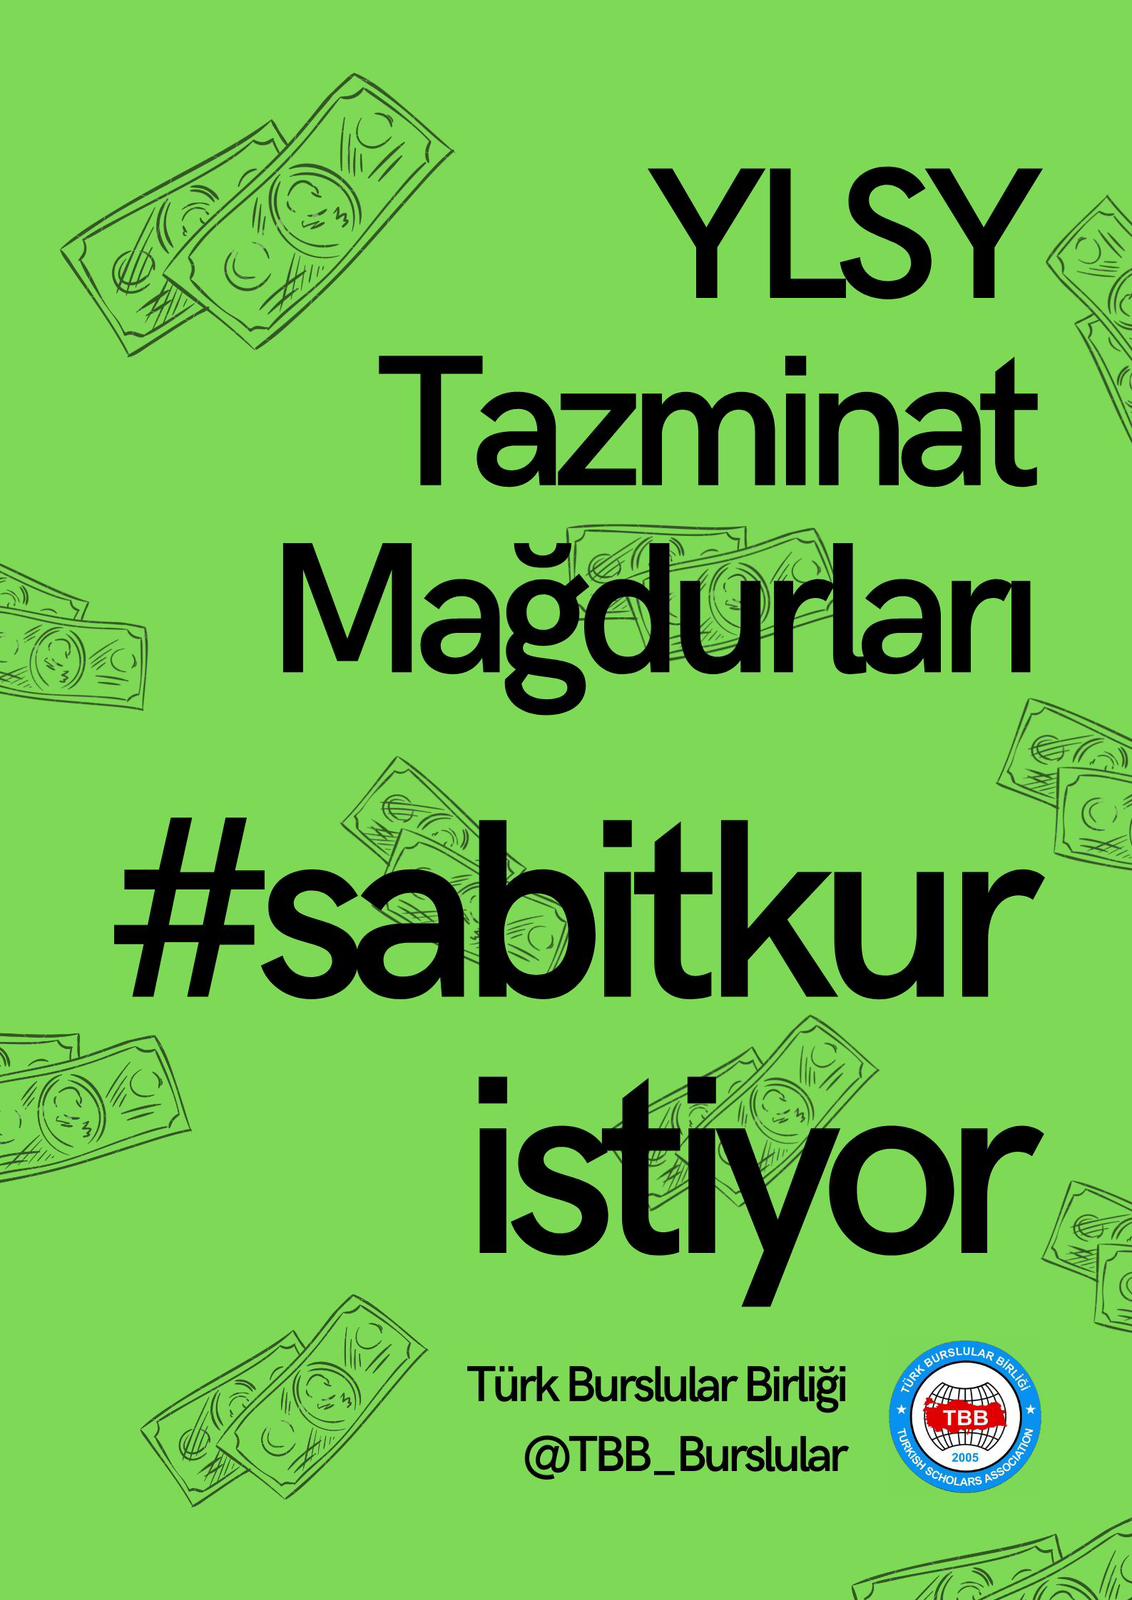 YLSY
Tazminat
Mağdurları
#sabitkur
istiyor
Türk Burslular Birliği
@TBB_Burslular
TÜRK BURSLULAR BİRLİĞİ
TBB
2005
TURKISH SCHOLARS ASSOCIATION